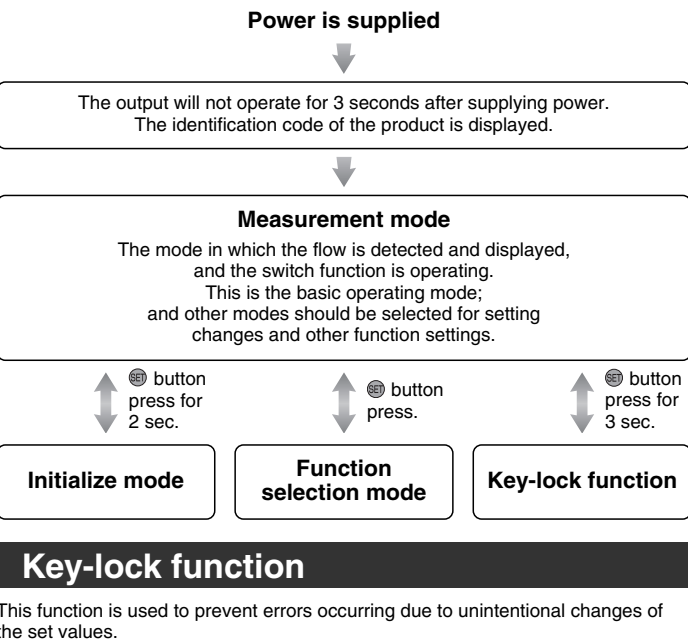 Power is supplied
The output will not operate for 3 seconds after supplying power.
The identification code of the product is displayed.
Measurement mode
The mode in which the flow is detected and displayed,
and the switch function is operating.
This is the basic operating mode;
and other modes should be selected for setting
changes and other function settings.
SET button
press for
2 sec.
SET button
press.
SET button
press for
3 sec.
Initialize mode
Function
selection mode
Key-lock function
Key-lock function
This function is used to prevent errors occurring due to unintentional changes of
the set values.